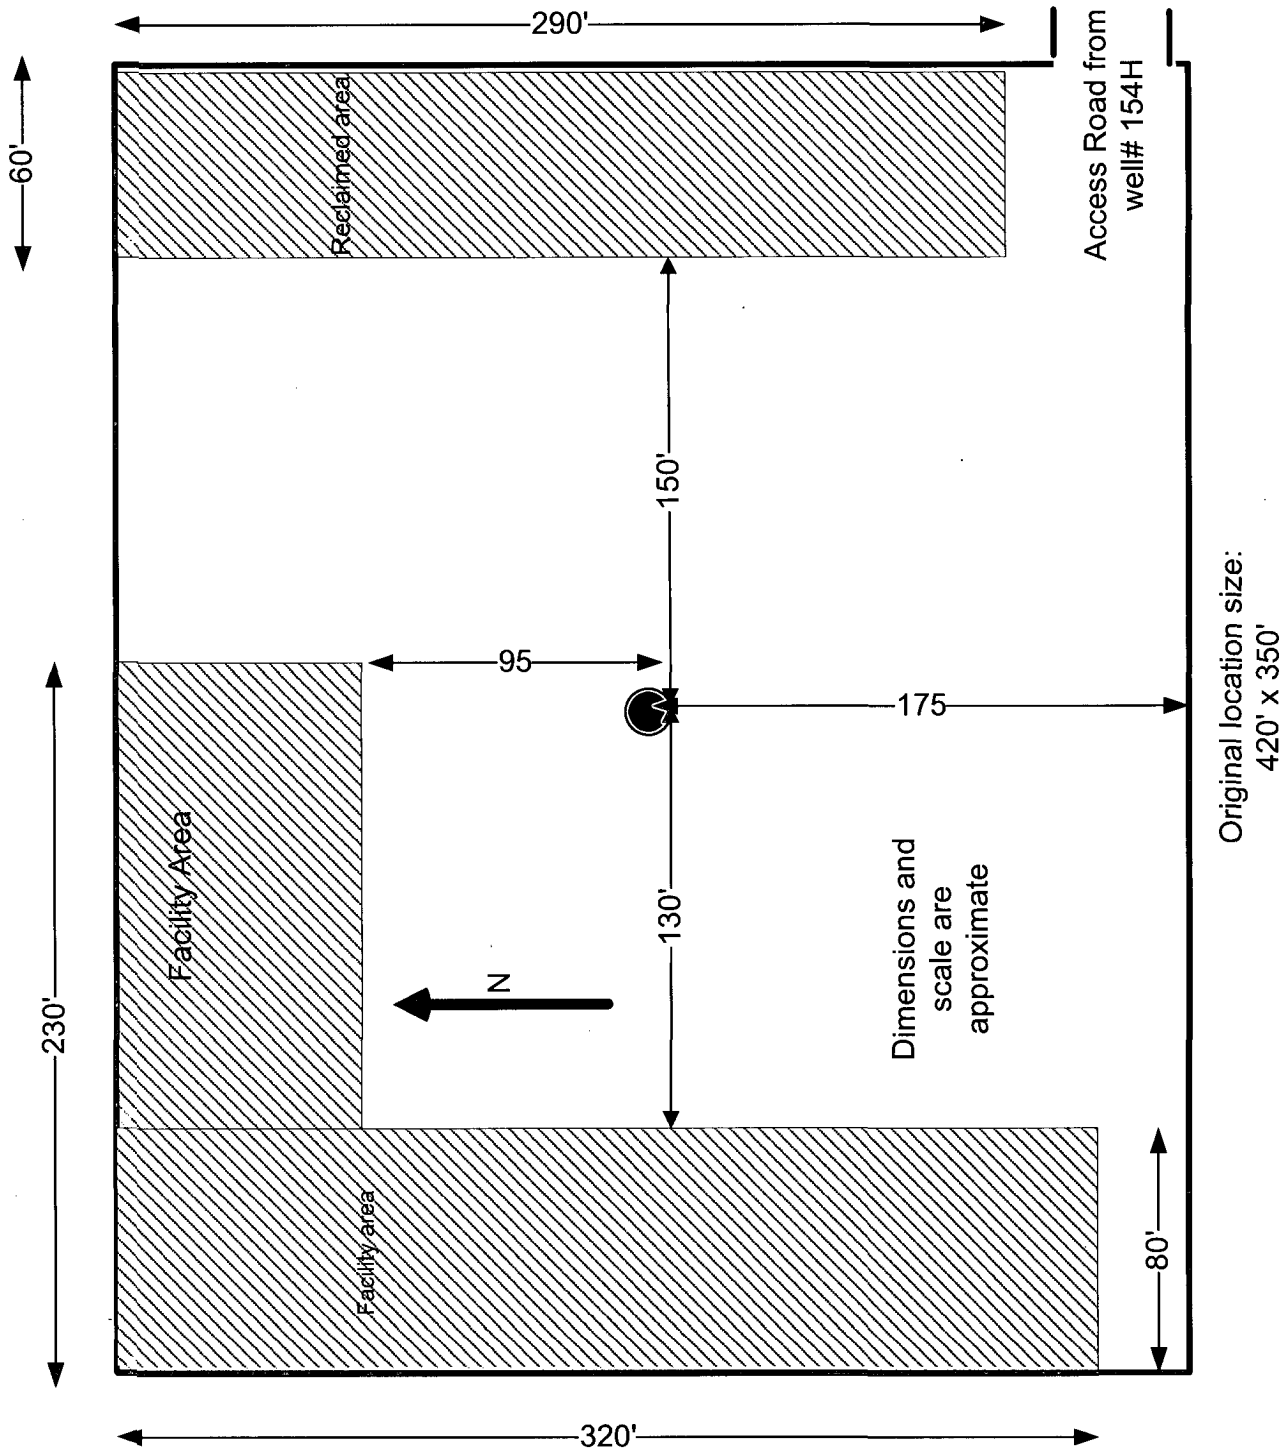 230'
60'
290'
Facility Area
Reclaimed area
N
95
150'
130'
175
Facility area
320'
80'
Dimensions and
scale are
approximate
Access Road from
well# 154H
Original location size:
420' x 350'